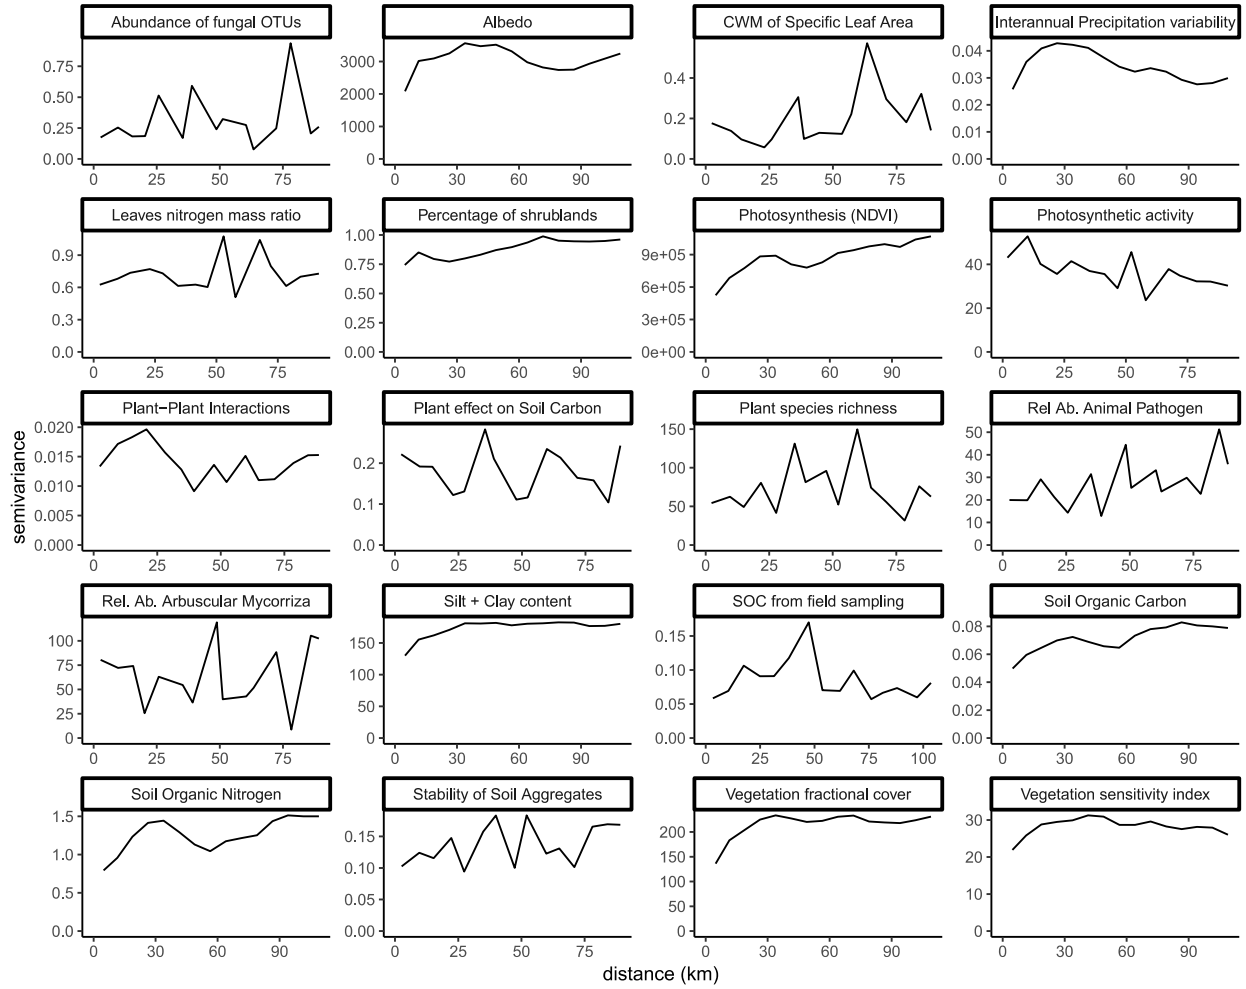 Abundance of fungal OTUs
Albedo
CWM of Specific Leaf Area
Interannual Precipitation variability
0.75
0.50
0.25
0.00
0 25 50 75
3000
2000
1000
0
0 30 60 90
0.4
0.2
0.0
0 25 50 75
0.04
0.03
0.02
0.01
0.00
0 30 60 90
Leaves nitrogen mass ratio
Percentage of shrublands
Photosynthesis (NDVI)
Photosynthetic activity
0.9
0.6
0.3
0.0
0 25 50 75
1.00
0.75
0.50
0.25
0.00
0 30 60 90
9e+05
6e+05
3e+05
0e+00
0 30 60 90
40
20
0
0 25 50 75
semivariance
Plant−Plant Interactions
Plant effect on Soil Carbon
Plant species richness
Rel Ab. Animal Pathogen
0.020
0.015
0.010
0.005
0.000
0 25 50 75
0.2
0.1
0.0
0 25 50 75
150
100
50
0
0 25 50 75
50
40
30
20
10
0
0 25 50 75
Rel. Ab. Arbuscular Mycorriza
Silt + Clay content
SOC from field sampling
Soil Organic Carbon
100
75
50
25
0
0 25 50 75
150
100
50
0
0 30 60 90
0.15
0.10
0.05
0.00
0 25 50 75 100
0.08
0.06
0.04
0.02
0.00
0 30 60 90
Soil Organic Nitrogen
Stability of Soil Aggregates
Vegetation fractional cover
Vegetation sensitivity index
1.5
1.0
0.5
0.0
0 30 60 90
0.15
0.10
0.05
0.00
0 25 50 75
200
150
100
50
0
0 30 60 90
30
20
10
0
0 30 60 90
distance (km)